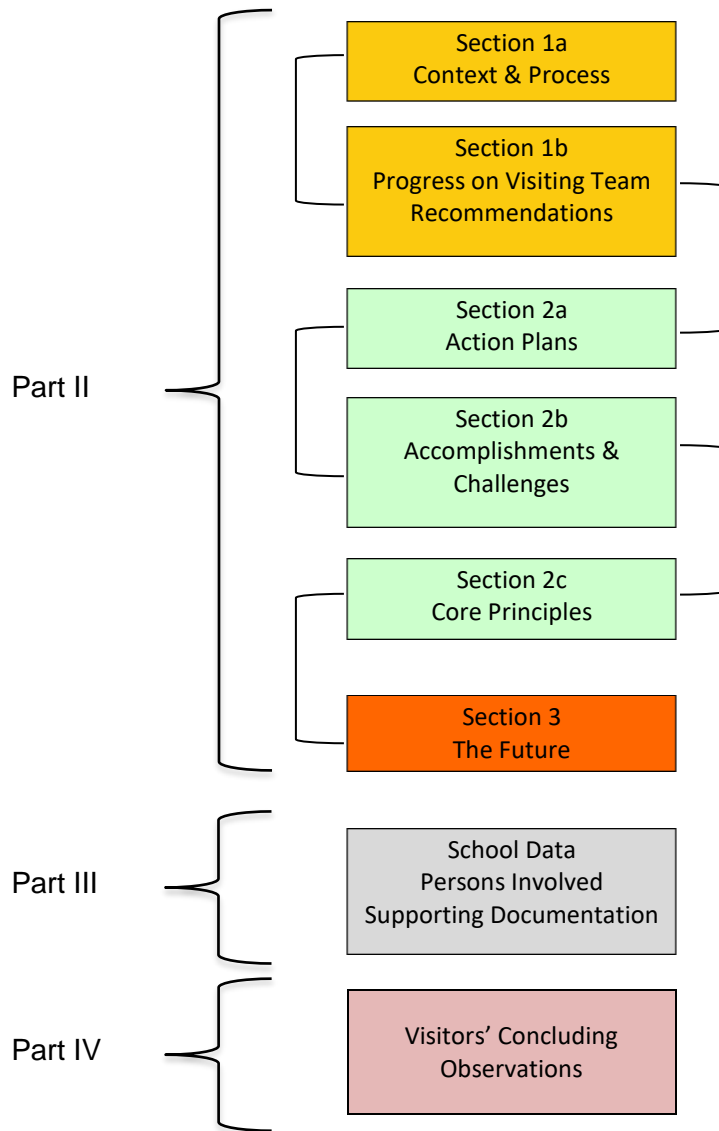 Part II
Section 1a
Context & Process
Section 1b
Progress on Visiting Team
Recommendations
Section 2a
Action Plans
Section 2b
Accomplishments &
Challenges
Section 2c
Core Principles
Section 3
The Future
Part III
School Data
Persons Involved
Supporting Documentation
Part IV
Visitors’ Concluding
Observations